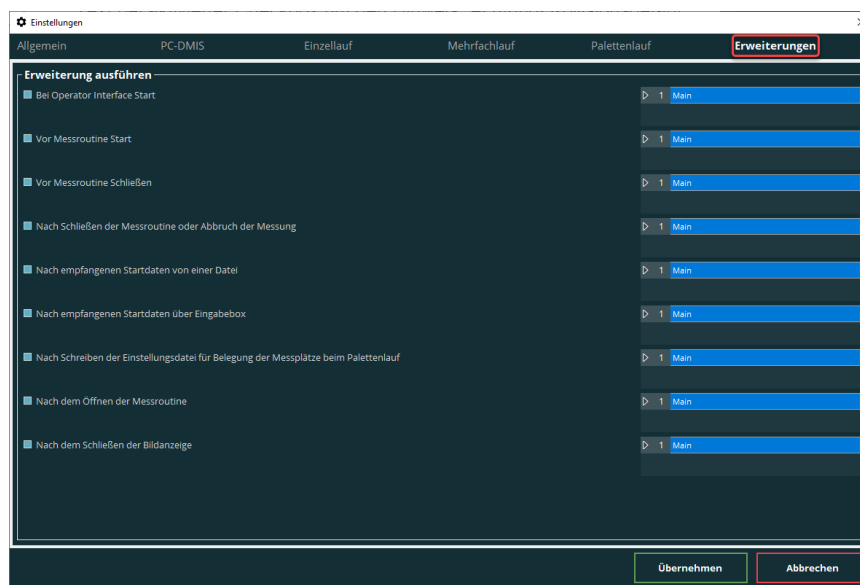 Einstellungen
Allgemein PC-DMIS Einzellauf Mehrfachlauf Palettenlauf Erweiterungen
Erweiterung ausführen
Bei Operator Interface Start 1 Main
Vor Messroutine Start 1 Main
Vor Messroutine Schließen 1 Main
Nach Schließen der Messroutine oder Abbruch der Messung 1 Main
Nach empfangenen Startdaten von einer Datei 1 Main
Nach empfangenen Startdaten über Eingabebox 1 Main
Nach Schreiben der Einstellungsdatei für Belegung der Messplätze beim Palettenlauf 1 Main
Nach dem Öffnen der Messroutine 1 Main
Nach dem Schließen der Bildanzeige 1 Main
Übernehmen Abbrechen